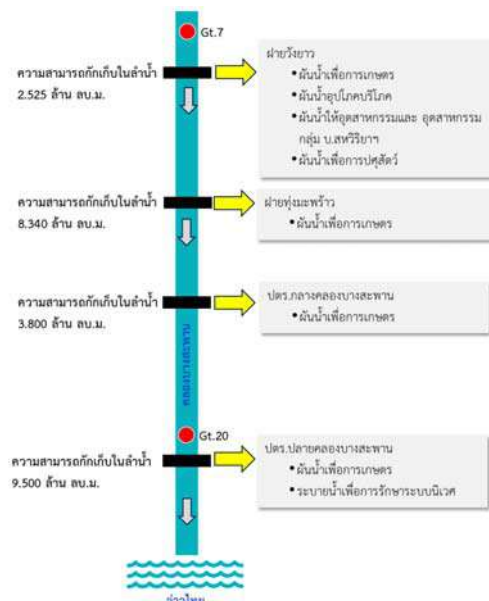 Gt.7
ความสามารถกักเก็บในลำน้ำ
2.525 ล้าน ลบ.ม.
ฝายวังยาว
• ผันน้ำเพื่อการเกษตร
• ผันน้ำอุปโภคบริโภค
• ผันน้ำให้อุตสาหกรรมและ อุตสาหกรรม
กลุ่ม บ.สหวิริยาฯ
• ผันน้ำเพื่อการปศุสัตว์
ความสามารถกักเก็บในลำน้ำ
8.340 ล้าน ลบ.ม.
ฝายทุ่งมะพร้าว
• ผันน้ำเพื่อการเกษตร
ความสามารถกักเก็บในลำน้ำ
3.800 ล้าน ลบ.ม.
ปตร.กลางคลองบางสะพาน
• ผันน้ำเพื่อการเกษตร
คลองบางสะพาน
Gt.20
ความสามารถกักเก็บในลำน้ำ
9.500 ล้าน ลบ.ม.
ปตร.ปลายคลองบางสะพาน
• ผันน้ำเพื่อการเกษตร
• ระบายน้ำเพื่อการรักษาระบบนิเวศ
อ่าวไทย